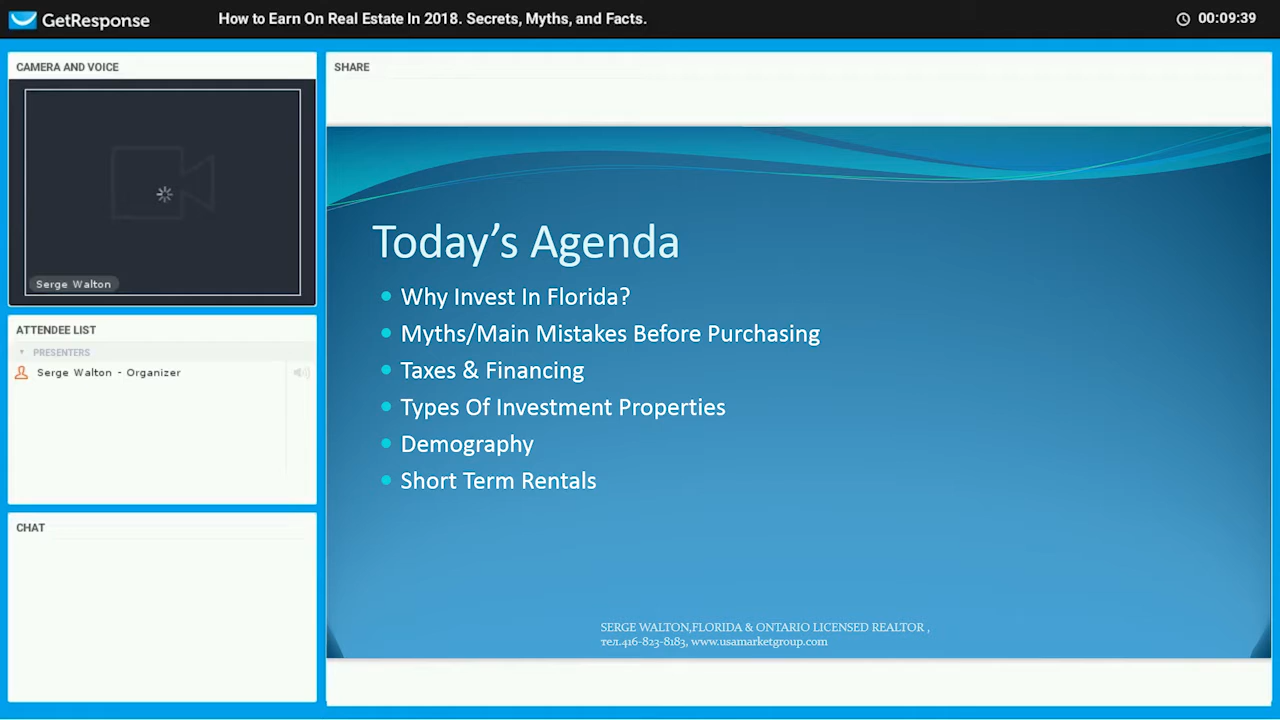 GetResponse
How to Earn On Real Estate In 2018. Secrets, Myths, and Facts.
00:09:39
CAMERA AND VOICE
Serge Walton
ATTENDEE LIST
PRESENTERS
Serge Walton - Organizer
CHAT
SHARE
Today's Agenda
Why Invest In Florida?
Myths/Main Mistakes Before Purchasing
Taxes & Financing
Types Of Investment Properties
Demography
Short Term Rentals
SERGE WALTON,FLORIDA & ONTARIO LICENSED REALTOR ,
тел.416-823-8183, www.usamarketgroup.com